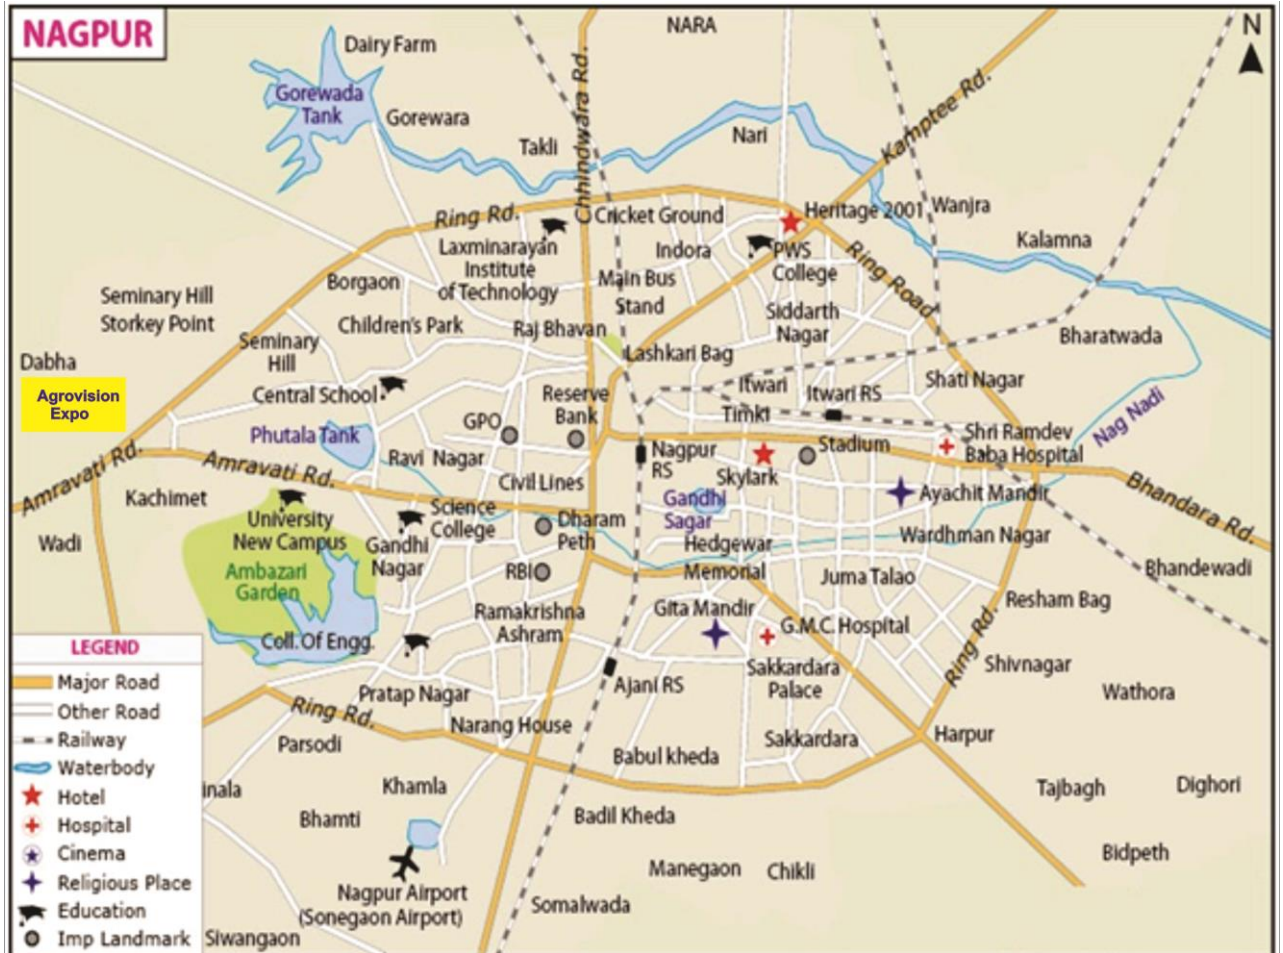 NAGPUR
NARA
N
Dairy Farm
Gorewada
Tank
Gorewara
Takli
Nari
Chhindwara Rd.
Kamptee Rd.
Ring Rd.
Cricket Ground
Heritage 2001
Wanjra
Kalamna
Laxminarayan
Institute
of Technology
Indora
PWS
College
Ring Road
Main Bus
Stand
Borgaon
Seminary Hill
Storkey Point
Children's Park
Raj Bhavan
Siddarth
Nagar
Bharatwada
Seminary
Hill
Lashkari Bag
Dabha
Agrovision
Expo
Central School
Reserve
Bank
Itwari
Itwari RS
Shati Nagar
Timki
GPO
Nag Nadi
Phutala Tank
Ravi Nagar
Nagpur
RS
Stadium
Shri Ramdev
Baba Hospital
Amravati Rd.
Amravati Rd.
Civil Lines
Skylark
Kachimet
Gandhi
Sagar
Ayachit Mandir
Bhandara Rd.
University
New Campus
Science
College
Dharam
Peth
Wardhman Nagar
Wadi
Gandhi
Nagar
Hedgewar
Memorial
Bhandewadi
Ambazari
Garden
RBI
Juma Talao
Resham Bag
Ramakrishna
Ashram
Gita Mandir
G.M.C. Hospital
Coll. Of Engg.
Ring Rd.
Shivnagar
Sakkardara
Palace
Ajani RS
Pratap Nagar
Wathora
Ring Rd.
Narang House
Parsodi
Sakkardara
Harpur
Babul kheda
Khamla
inala
Tajbagh
Dighori
Bhamti
Badil Kheda
Bidpeth
Manegaon
Chikli
Nagpur Airport
(Sonegaon Airport)
Somalwada
Siwangaon
LEGEND
Major Road
Other Road
Railway
Waterbody
Hotel
Hospital
Cinema
Religious Place
Education
Imp Landmark